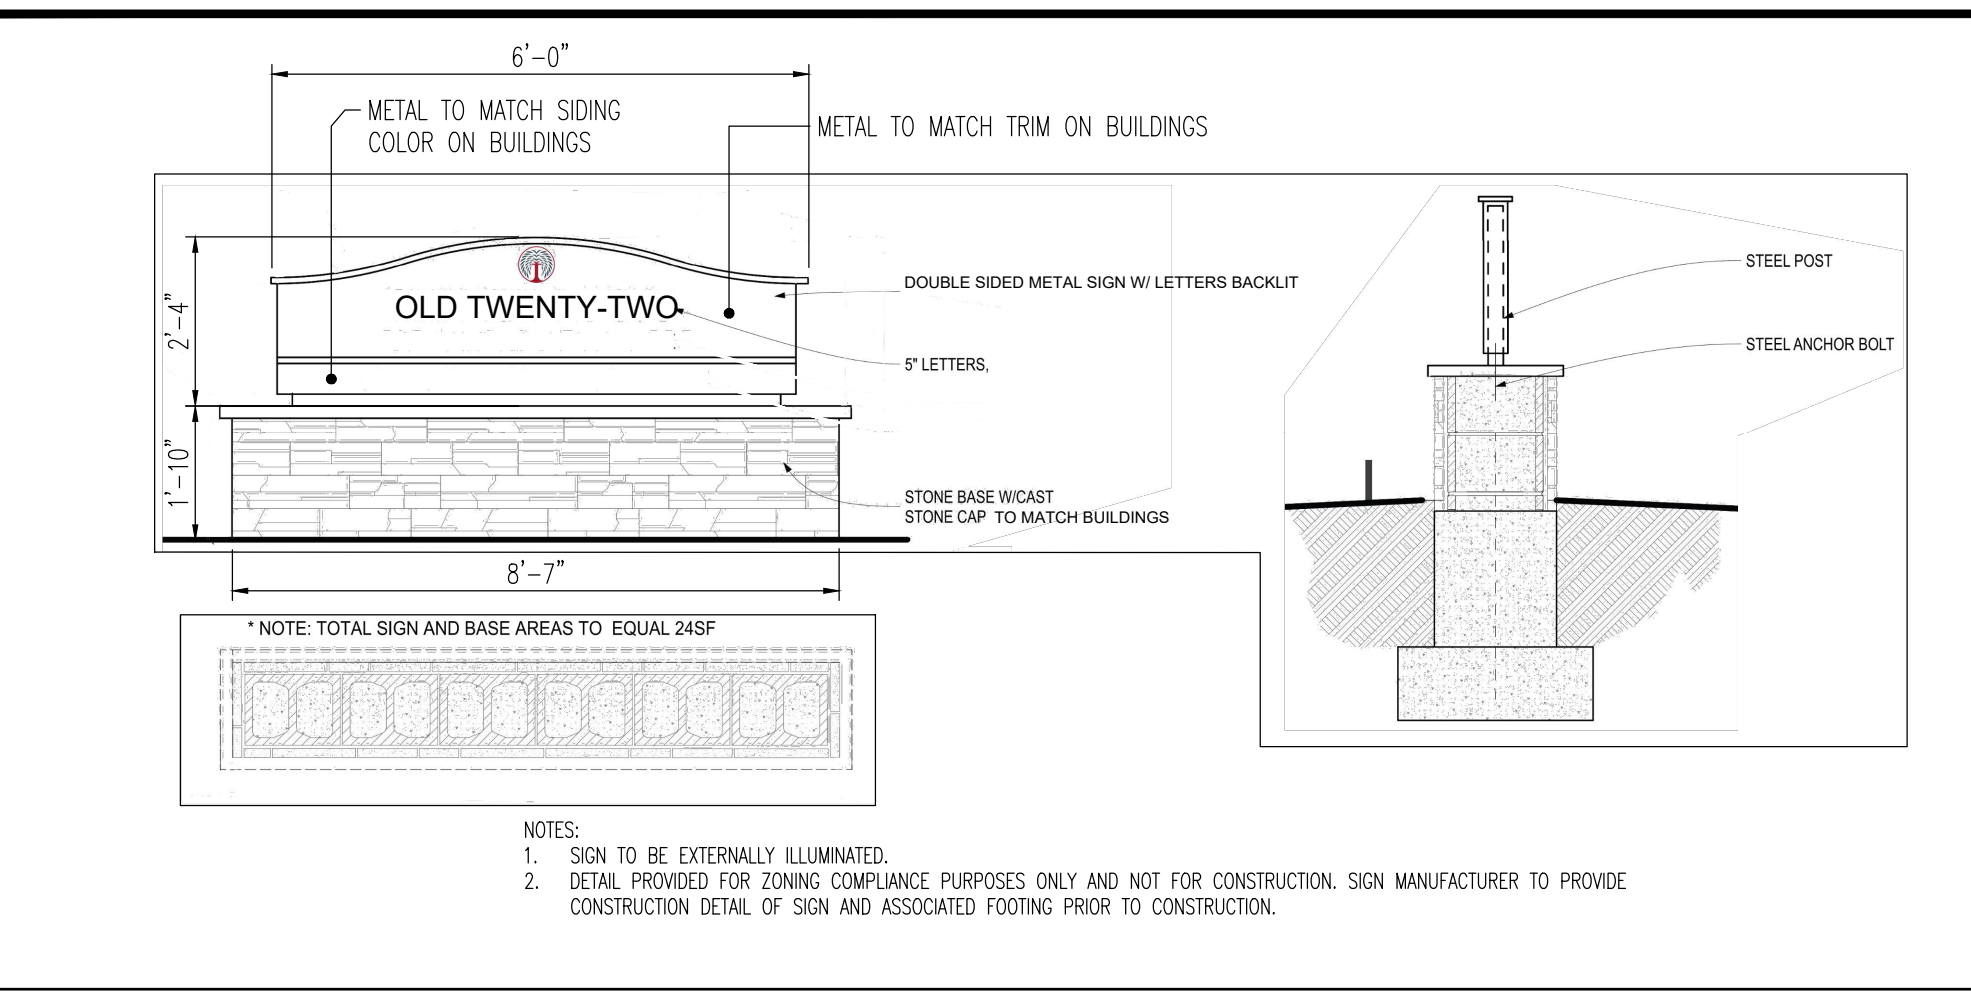 6'-0"
METAL TO MATCH SIDING
COLOR ON BUILDINGS
METAL TO MATCH TRIM ON BUILDINGS
2'-4"
OLD TWENTY-TWO
DOUBLE SIDED METAL SIGN W/ LETTERS BACKLIT
5" LETTERS,
1'-10"
STONE BASE W/CAST
STONE CAP TO MATCH BUILDINGS
8'-7"
STEEL POST
STEEL ANCHOR BOLT
* NOTE: TOTAL SIGN AND BASE AREAS TO EQUAL 24SF
NOTES:
1. SIGN TO BE EXTERNALLY ILLUMINATED.
2. DETAIL PROVIDED FOR ZONING COMPLIANCE PURPOSES ONLY AND NOT FOR CONSTRUCTION. SIGN MANUFACTURER TO PROVIDE
CONSTRUCTION DETAIL OF SIGN AND ASSOCIATED FOOTING PRIOR TO CONSTRUCTION.